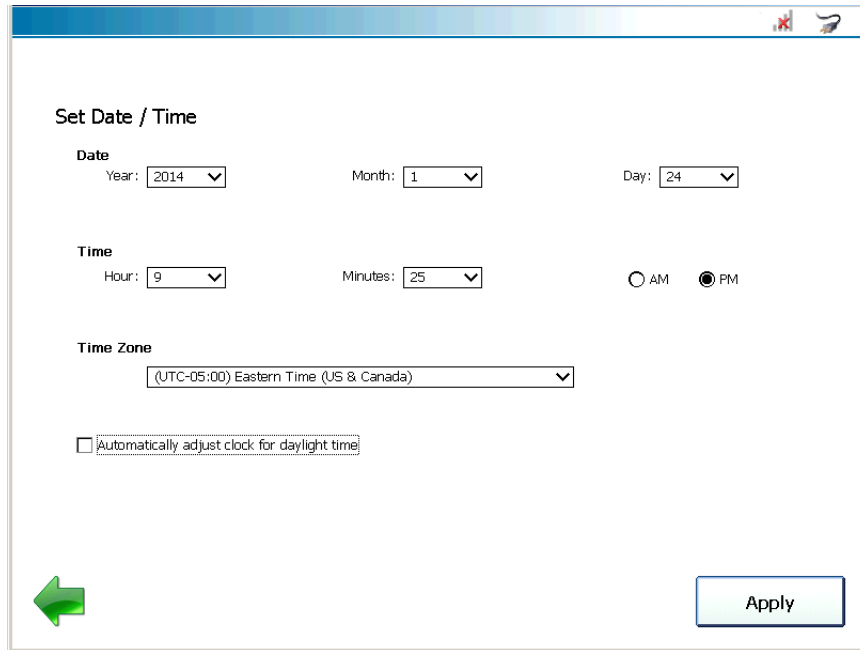 Set Date / Time
Date
Year: 2014 Month: 1 Day: 24
Time
Hour: 9 Minutes: 25 AM PM
Time Zone
(UTC-05:00) Eastern Time (US & Canada)
Automatically adjust clock for daylight time
Apply